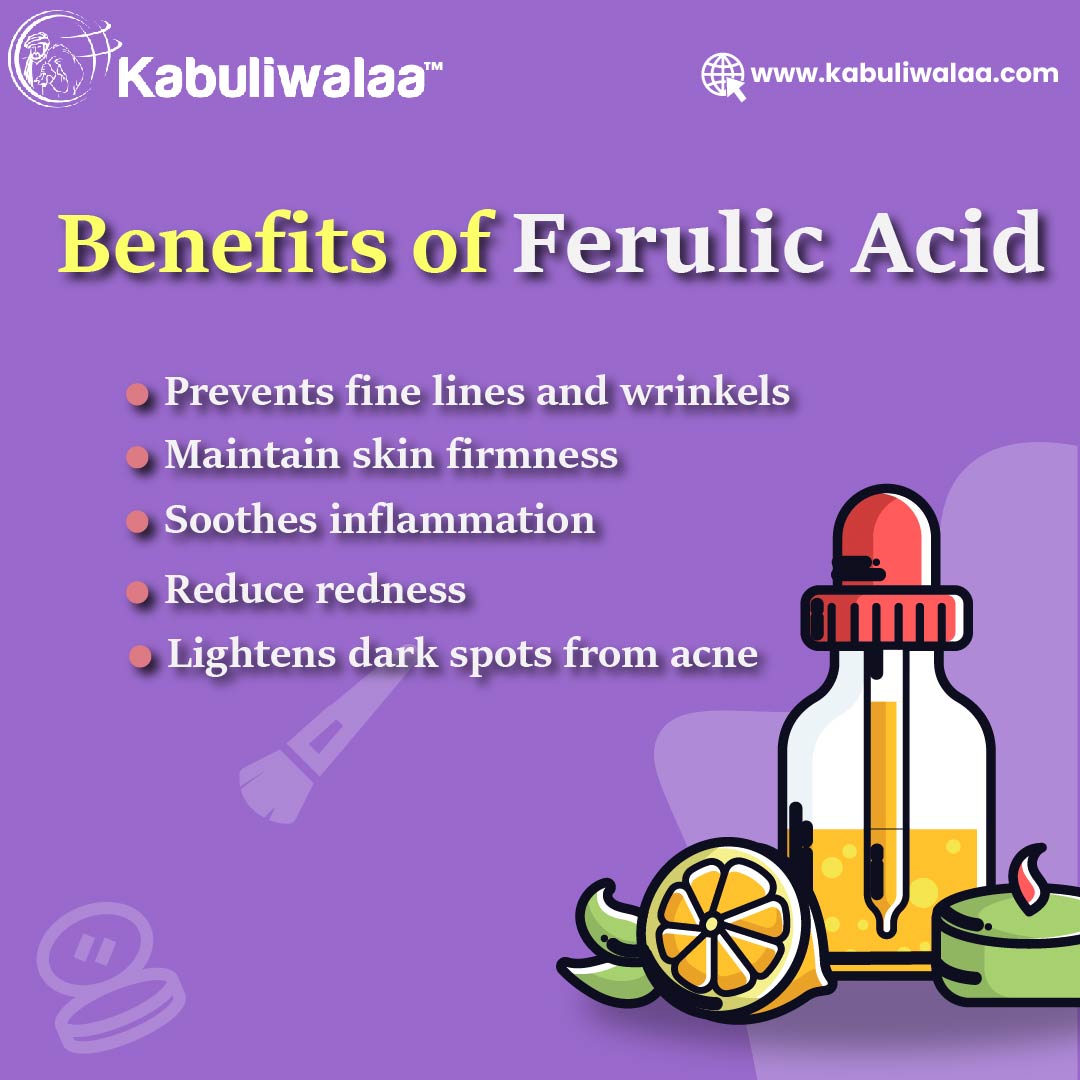 Kabuliwalaa™
www.kabuliwalaa.com
Benefits of Ferulic Acid
Prevents fine lines and wrinkels
Maintain skin firmness
Soothes inflammation
Reduce redness
Lightens dark spots from acne